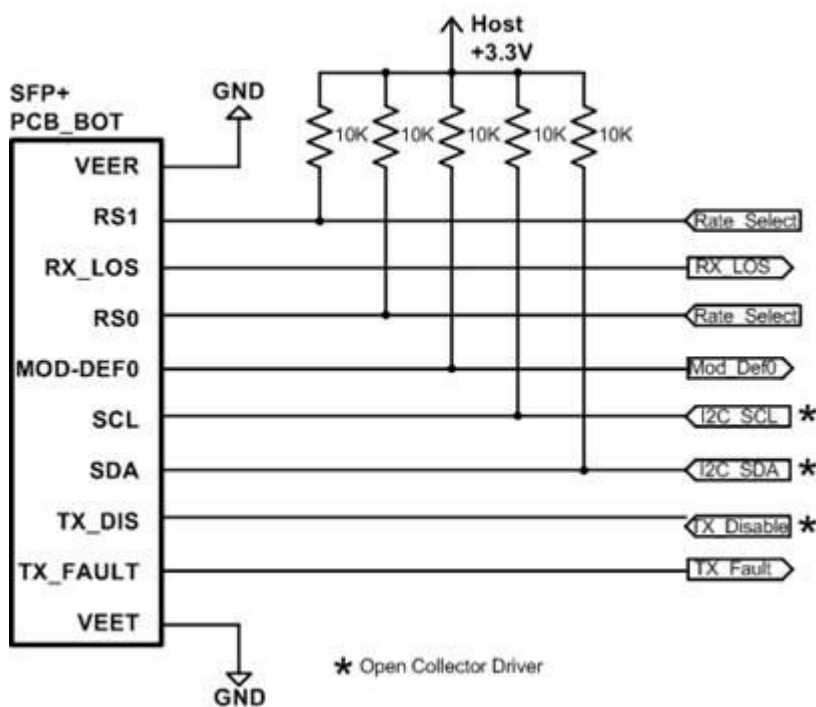 Host
+3.3V
SFP+
PCB_BOT
GND
10K 10K 10K 10K 10K
VEER
RS1 Rate_Select
RX_LOS RX_LOS
RS0 Rate_Select
MOD-DEF0 Mod_Def0
SCL I2C_SCL *
SDA I2C_SDA *
TX_DIS TX_Disable *
TX_FAULT TX_Fault
VEET
* Open Collector Driver
GND